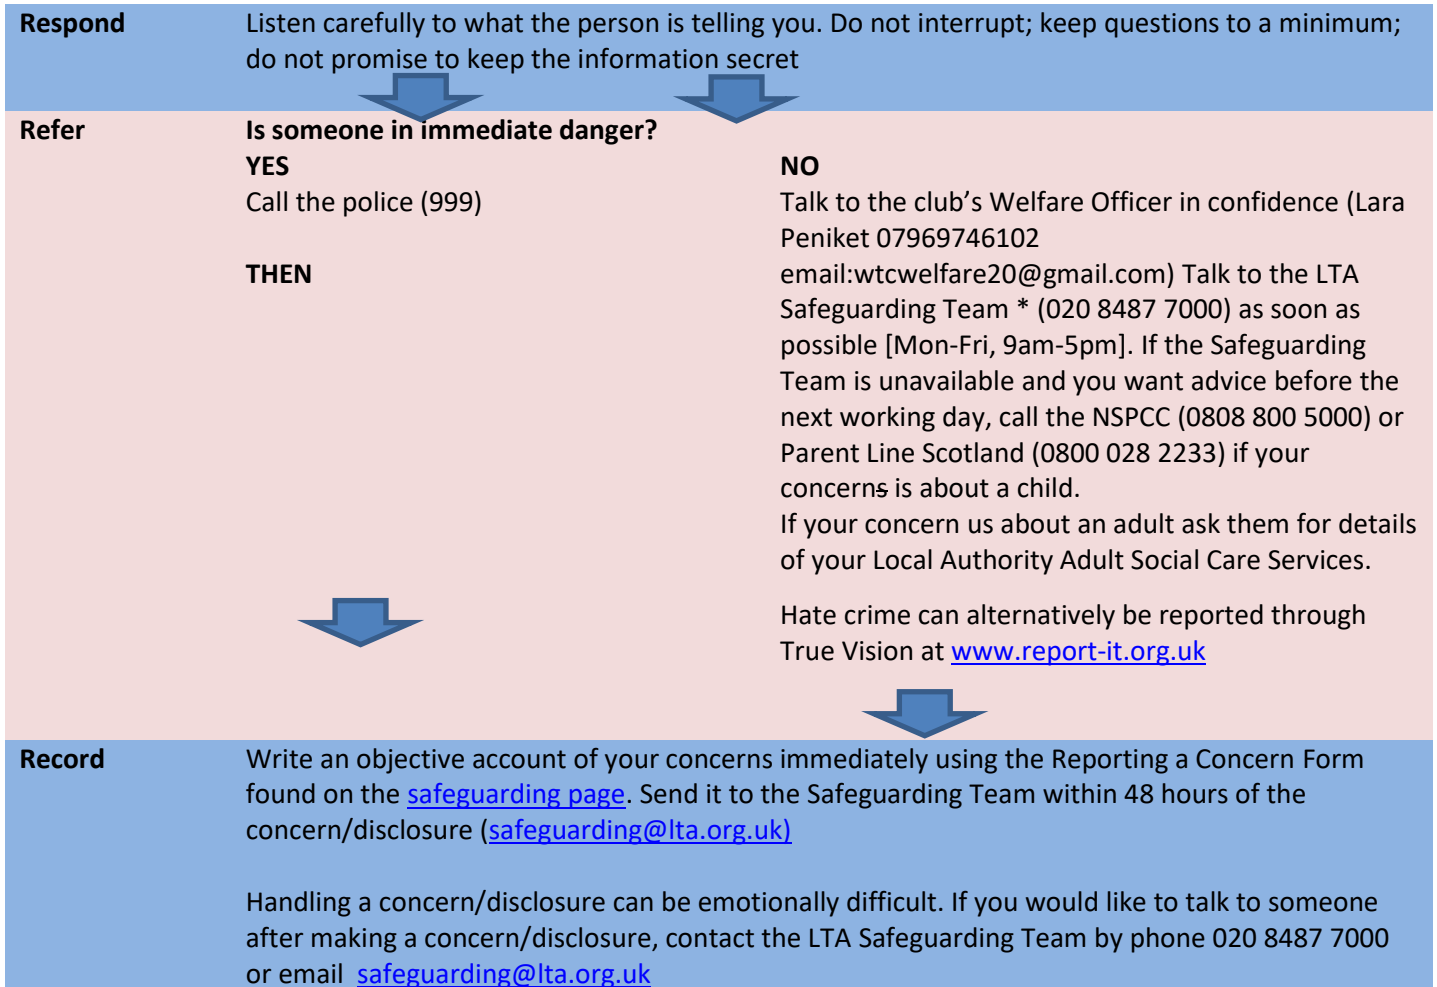 Respond
Listen carefully to what the person is telling you. Do not interrupt; keep questions to a minimum;
do not promise to keep the information secret
Refer
Is someone in immediate danger?
YES
Call the police (999)
THEN
NO
Talk to the club’s Welfare Officer in confidence (Lara
Peniket 07969746102
email:wtcwelfare20@gmail.com) Talk to the LTA
Safeguarding Team * (020 8487 7000) as soon as
possible [Mon-Fri, 9am-5pm]. If the Safeguarding
Team is unavailable and you want advice before the
next working day, call the NSPCC (0808 800 5000) or
Parent Line Scotland (0800 028 2233) if your
concerns is about a child.
If your concern us about an adult ask them for details
of your Local Authority Adult Social Care Services.
Hate crime can alternatively be reported through
True Vision at www.report-it.org.uk
Record
Write an objective account of your concerns immediately using the Reporting a Concern Form
found on the safeguarding page. Send it to the Safeguarding Team within 48 hours of the
concern/disclosure (safeguarding@lta.org.uk)
Handling a concern/disclosure can be emotionally difficult. If you would like to talk to someone
after making a concern/disclosure, contact the LTA Safeguarding Team by phone 020 8487 7000
or email safeguarding@lta.org.uk